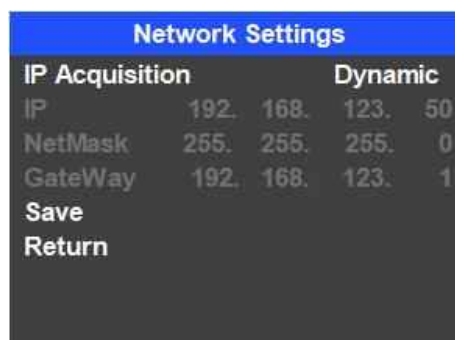 Network Settings
IP Acquisition Dynamic
IP 192. 168. 123. 50
NetMask 255. 255. 255. 0
GateWay 192. 168. 123. 1
Save
Return